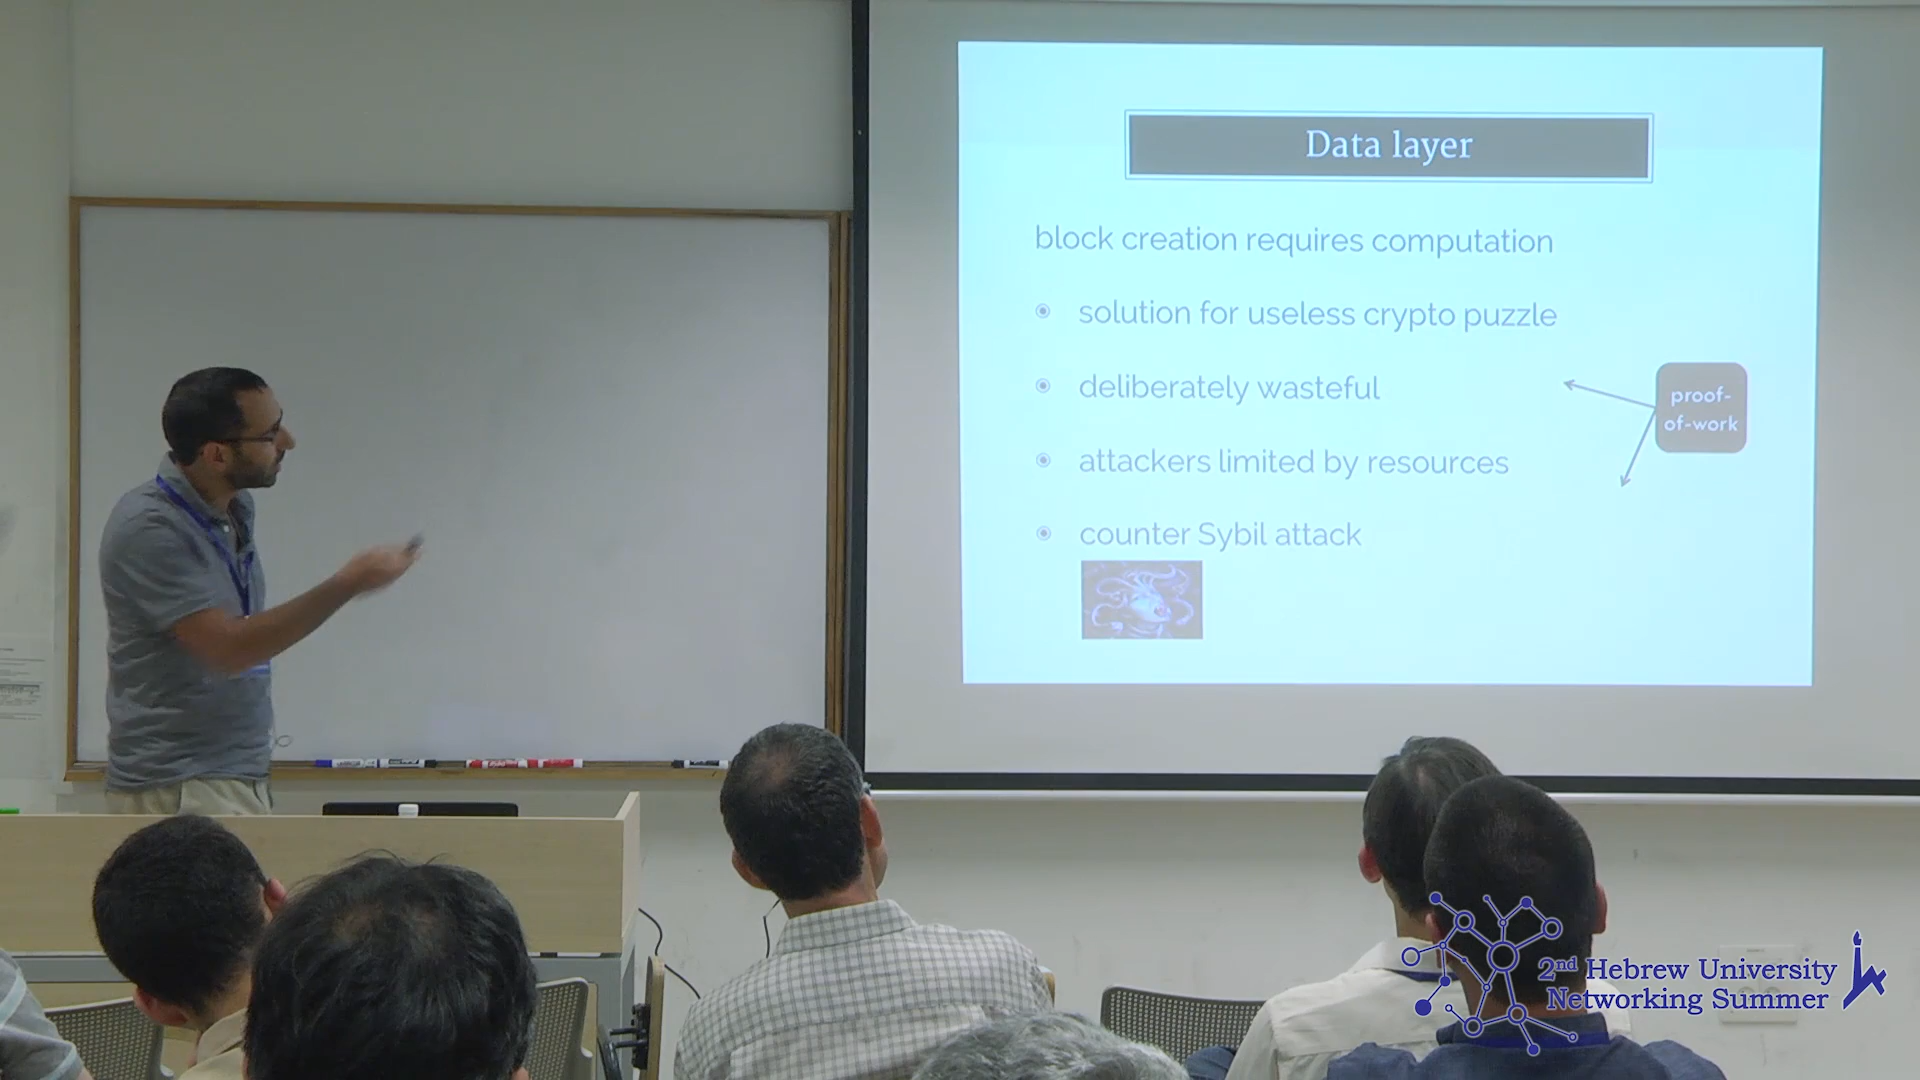 Data layer
block creation requires computation
solution for useless crypto puzzle
deliberately wasteful
proof-
of-work
attackers limited by resources
counter Sybil attack
2nd Hebrew University
Networking Summer